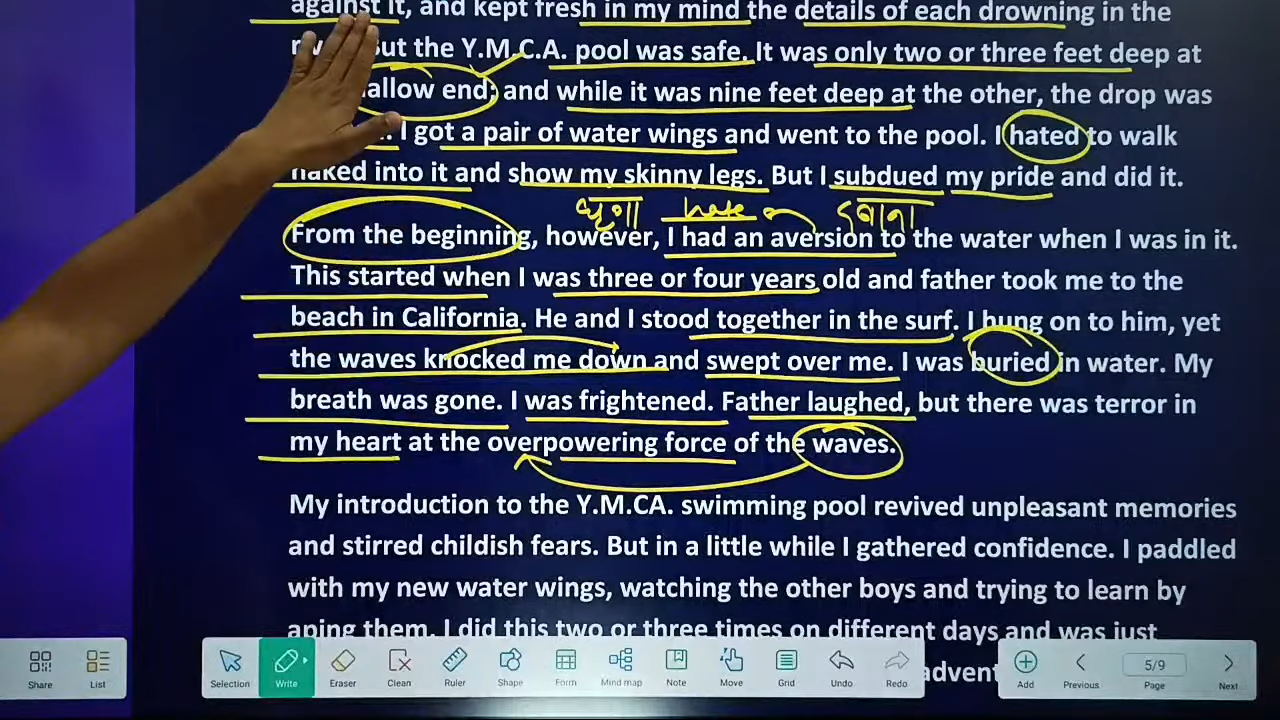 against it, and kept fresh in my mind the details of each drowning in the
But the Y.M.C.A. pool was safe. It was only two or three feet deep at
allow end; and while it was nine feet deep at the other, the drop was
I got a pair of water wings and went to the pool. I hated to walk
naked into it and show my skinny legs. But I subdued my pride and did it.
घृणा hate दबाना
From the beginning, however, I had an aversion to the water when I was in it.
This started when I was three or four years old and father took me to the
beach in California. He and I stood together in the surf. I hung on to him, yet
the waves knocked me down and swept over me. I was buried in water. My
breath was gone. I was frightened. Father laughed, but there was terror in
my heart at the overpowering force of the waves.
My introduction to the Y.M.CA. swimming pool revived unpleasant memories
and stirred childish fears. But in a little while I gathered confidence. I paddled
with my new water wings, watching the other boys and trying to learn by
aping them. I did this two or three times on different days and was just
advent
Share List Selection Write Eraser Clean Ruler Shape Form Mind map Note Move Grid Undo Redo Add Previous 5/9 Page Next